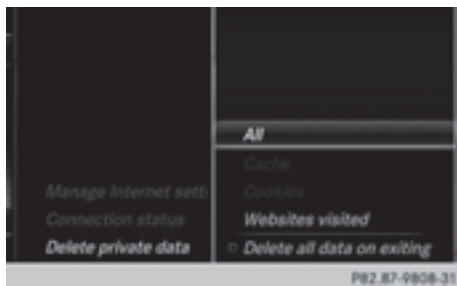 All
Cache
Manage Internet setti
Cookies
Connection status
Websites visited
Delete private data
Delete all data on exiting
P82.87-9808-31